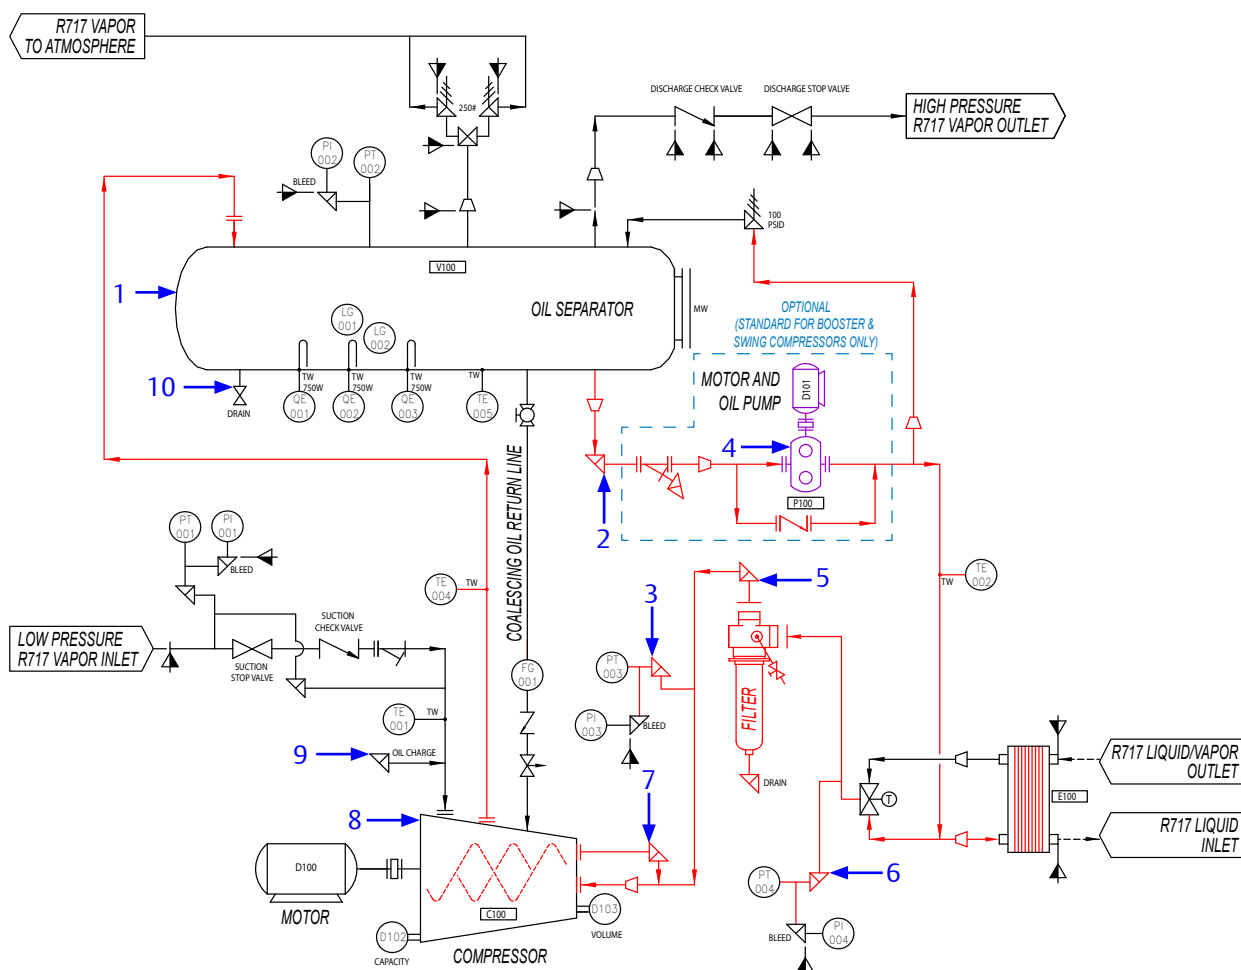 R717 VAPOR
TO ATMOSPHERE
250#
DISCHARGE CHECK VALVE
DISCHARGE STOP VALVE
HIGH PRESSURE
R717 VAPOR OUTLET
PI
002
PT
002
BLEED
100
PSID
V100
1
OIL SEPARATOR
MW
LG
001
LG
002
OPTIONAL
(STANDARD FOR BOOSTER &
SWING COMPRESSORS ONLY)
TW
750W
TW
750W
TW
750W
TW
10
DRAIN
QE
001
QE
002
QE
003
TE
005
MOTOR AND
OIL PUMP
D101
4
P100
2
COALESCING OIL RETURN LINE
PT
001
PI
001
BLEED
TE
004
TW
3
5
TE
002
TW
LOW PRESSURE
R717 VAPOR INLET
SUCTION
CHECK VALVE
SUCTION
STOP VALVE
FG
001
PT
003
PI
003
BLEED
FILTER
DRAIN
TE
001
TW
9
OIL CHARGE
R717 LIQUID/VAPOR
OUTLET
E100
T
R717 LIQUID
INLET
8
7
D100
MOTOR
C100
D102
CAPACITY
COMPRESSOR
D103
VOLUME
PT
004
6
BLEED
PI
004